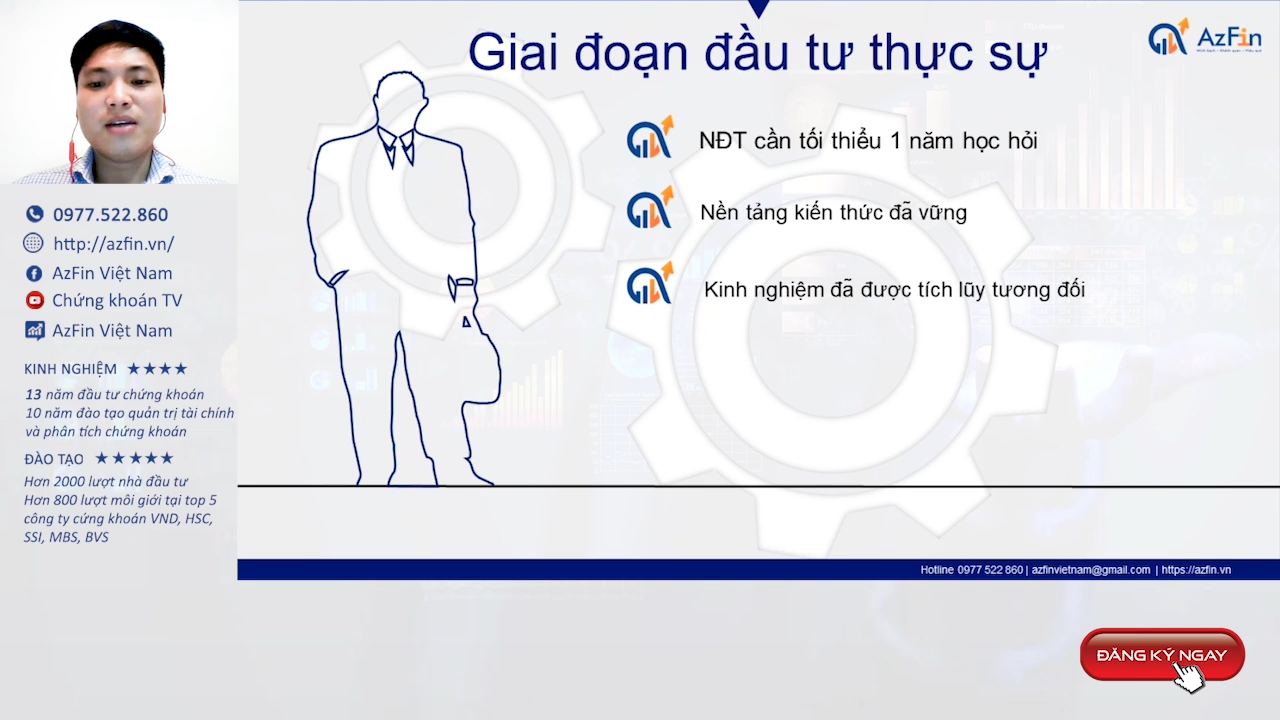 0977.522.860
http://azfin.vn/
AzFin Việt Nam
Chứng khoán TV
AzFin Việt Nam
KINH NGHIỆM ★★★★
13 năm đầu tư chứng khoán
10 năm đào tạo quản trị tài chính
và phân tích chứng khoán
ĐÀO TẠO ★★★★★
Hơn 2000 lượt nhà đầu tư
Hơn 800 lượt môi giới tại top 5
công ty cứng khoán VND, HSC,
SSI, MBS, BVS
Giai đoạn đầu tư thực sự
AzFin
NĐT cần tối thiểu 1 năm học hỏi
Nền tảng kiến thức đã vững
Kinh nghiệm đã được tích lũy tương đối
Hotline 0977 522 860 | azfinvietnam@gmail.com | https://azfin.vn
ĐĂNG KÝ NGAY